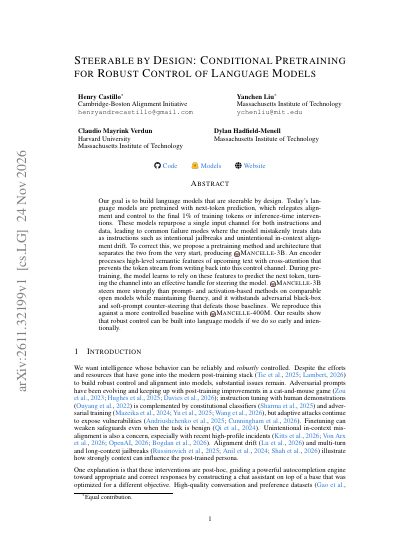 STEERABLE BY DESIGN: CONDITIONAL PRETRAINING
FOR ROBUST CONTROL OF LANGUAGE MODELS
Henry Castillo*
Cambridge-Boston Alignment Initiative
henryandrecastillo@gmail.com
Yanchen Liu*
Massachusetts Institute of Technology
ychenliu@mit.edu
Claudio Mayrink Verdun
Harvard University
Massachusetts Institute of Technology
Dylan Hadfield-Menell
Massachusetts Institute of Technology
Code Models Website
ABSTRACT
Our goal is to build language models that are steerable by design. Today's lan-
guage models are pretrained with next-token prediction, which relegates align-
ment and control to the final 1% of training tokens or inference-time interven-
tions. These models repurpose a single input channel for both instructions and
data, leading to common failure modes where the model mistakenly treats data
as instructions such as intentional jailbreaks and unintentional in-context align-
ment drift. To correct this, we propose a pretraining method and architecture that
separates the two from the very start, producing MANCELLE-3B. An encoder
processes high-level semantic features of upcoming text with cross-attention that
prevents the token stream from writing back into this control channel. During pre-
training, the model learns to rely on these features to predict the next token, turn-
ing the channel into an effective handle for steering the model. MANCELLE-3B
steers more strongly than prompt- and activation-based methods on comparable
open models while maintaining fluency, and it withstands adversarial black-box
and soft-prompt counter-steering that defeats those baselines. We reproduce this
against a more controlled baseline with MANCELLE-400M. Our results show
that robust control can be built into language models if we do so early and inten-
tionally.
1 INTRODUCTION
We want intelligence whose behavior can be reliably and robustly controlled. Despite the efforts
and resources that have gone into the modern post-training stack (Tie et al., 2025; Lambert, 2026)
to build robust control and alignment into models, substantial issues remain. Adversarial prompts
have been evolving and keeping up with post-training improvements in a cat-and-mouse game (Zou
et al., 2023; Hughes et al., 2025; Davies et al., 2026); instruction tuning with human demonstrations
(Ouyang et al., 2022) is complemented by constitutional classifiers (Sharma et al., 2025) and adver-
sarial training (Mazeika et al., 2024; Yu et al., 2025; Wang et al., 2026), but adaptive attacks continue
to expose vulnerabilities (Andriushchenko et al., 2025; Cunningham et al., 2026). Finetuning can
weaken safeguards even when the task is benign (Qi et al., 2024). Unintentional in-context mis-
alignment is also a concern, especially with recent high-profile incidents (Kitts et al., 2026; Von Arx
et al., 2026; OpenAI, 2026; Bogdan et al., 2026). Alignment drift (Lu et al., 2026) and multi-turn
and long-context jailbreaks (Russinovich et al., 2025; Anil et al., 2024; Shah et al., 2026) illustrate
how strongly context can influence the post-trained persona.
One explanation is that these interventions are post-hoc, guiding a powerful autocompletion engine
toward appropriate and correct responses by constructing a chat assistant on top of a base that was
optimized for a different objective. High-quality conversation and preference datasets (Gao et al.,
*Equal contribution.
1
arXiv:2611.32199v1 [cs.LG] 24 Nov 2026